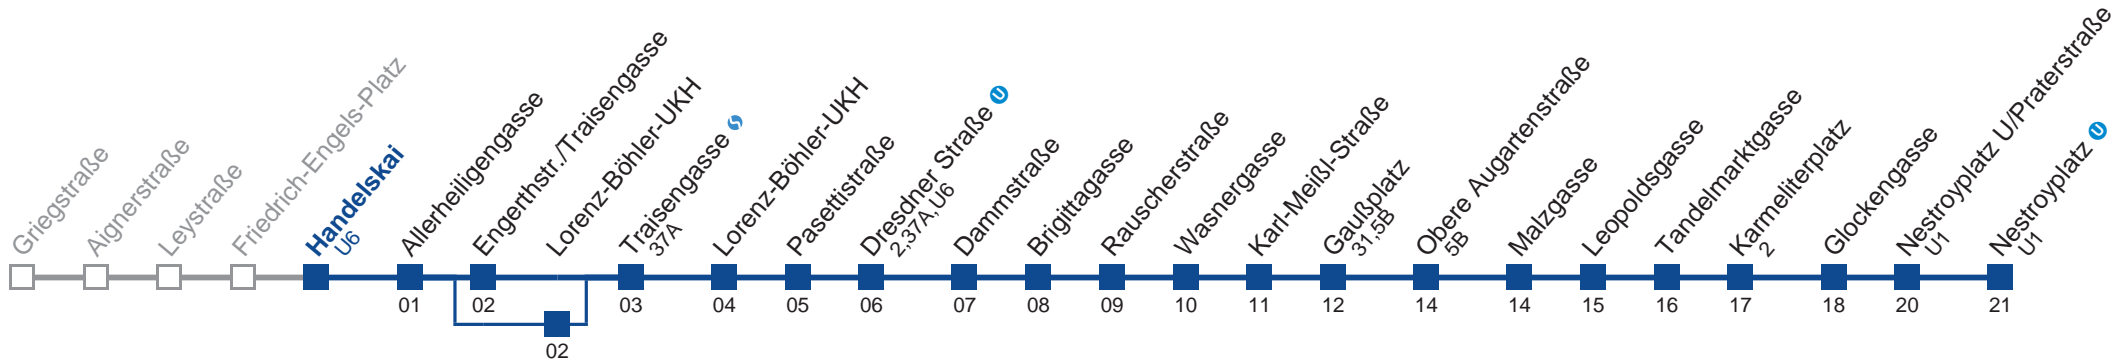 Griegstraße
Aignerstraße
Leystraße
Friedrich-Engels-Platz
Handelskai
U6
Allerheiligengasse
01
Engerthstr./Traisengasse
02
Lorenz-Böhler-UKH
02
Traisengasse
37A
03
Lorenz-Böhler-UKH
04
Pasettistraße
05
Dresdner Straße U
2,37A,U6
06
Dammstraße
07
Brigittagasse
08
Rauscherstraße
09
Wasnergasse
10
Karl-Meißl-Straße
11
Gaußplatz
31,5B
12
Obere Augartenstraße
5B
14
Malzgasse
14
Leopoldsgasse
15
Tandelmarktgasse
16
Karmeliterplatz
2
17
Glockengasse
18
Nestroyplatz U/Praterstraße
U1
20
Nestroyplatz U
U1
21